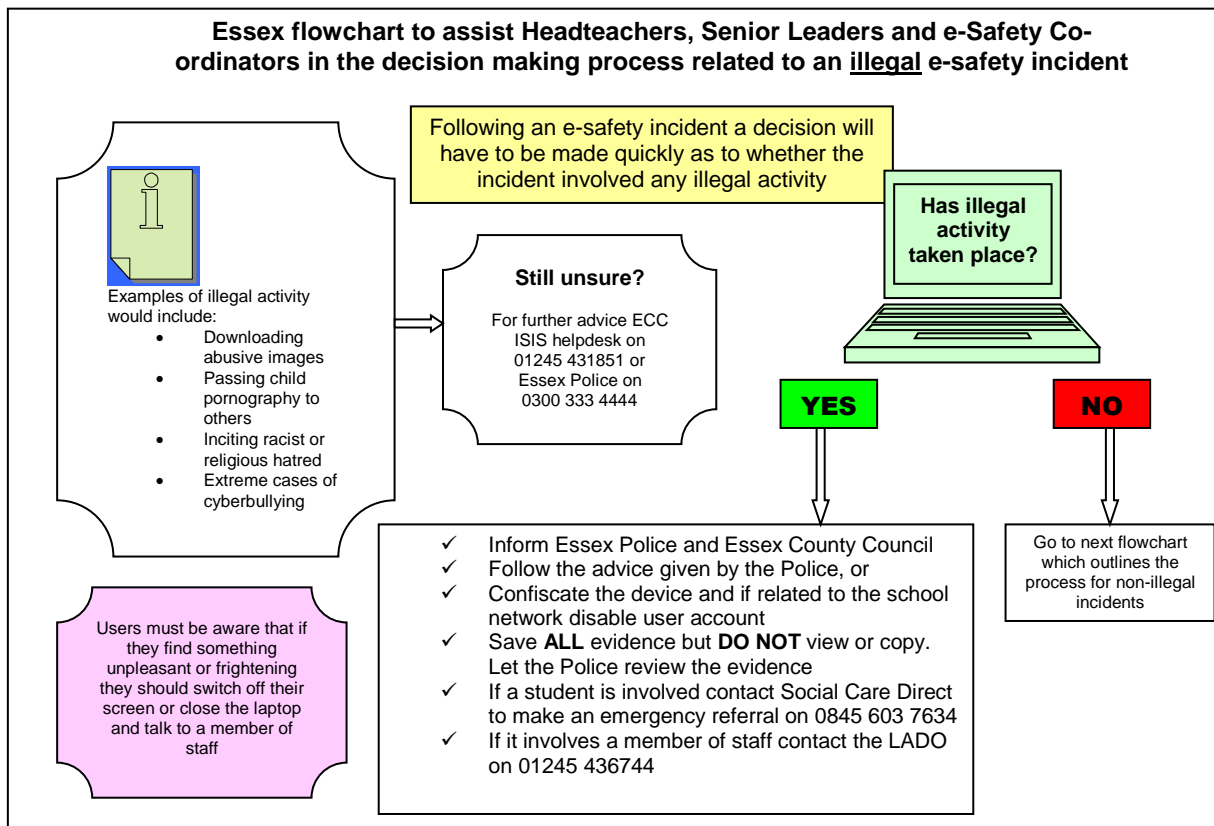 Essex flowchart to assist Headteachers, Senior Leaders and e-Safety Co-
ordinators in the decision making process related to an illegal e-safety incident
Following an e-safety incident a decision will
have to be made quickly as to whether the
incident involved any illegal activity
i
Examples of illegal activity
would include:
• Downloading
abusive images
• Passing child
pornography to
others
• Inciting racist or
religious hatred
• Extreme cases of
cyberbullying
Still unsure?
For further advice ECC
ISIS helpdesk on
01245 431851 or
Essex Police on
0300 333 4444
Has illegal
activity
taken place?
YES
NO
✓ Inform Essex Police and Essex County Council
✓ Follow the advice given by the Police, or
✓ Confiscate the device and if related to the school
network disable user account
✓ Save ALL evidence but DO NOT view or copy.
Let the Police review the evidence
✓ If a student is involved contact Social Care Direct
to make an emergency referral on 0845 603 7634
✓ If it involves a member of staff contact the LADO
on 01245 436744
Go to next flowchart
which outlines the
process for non-illegal
incidents
Users must be aware that if
they find something
unpleasant or frightening
they should switch off their
screen or close the laptop
and talk to a member of
staff